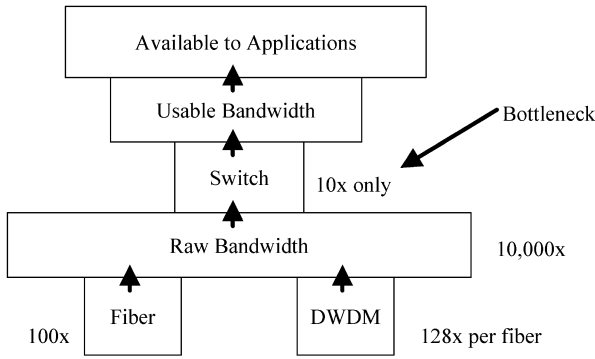 Available to Applications
Usable Bandwidth
Bottleneck
Switch
10x only
Raw Bandwidth
10,000x
Fiber
DWDM
100x
128x per fiber